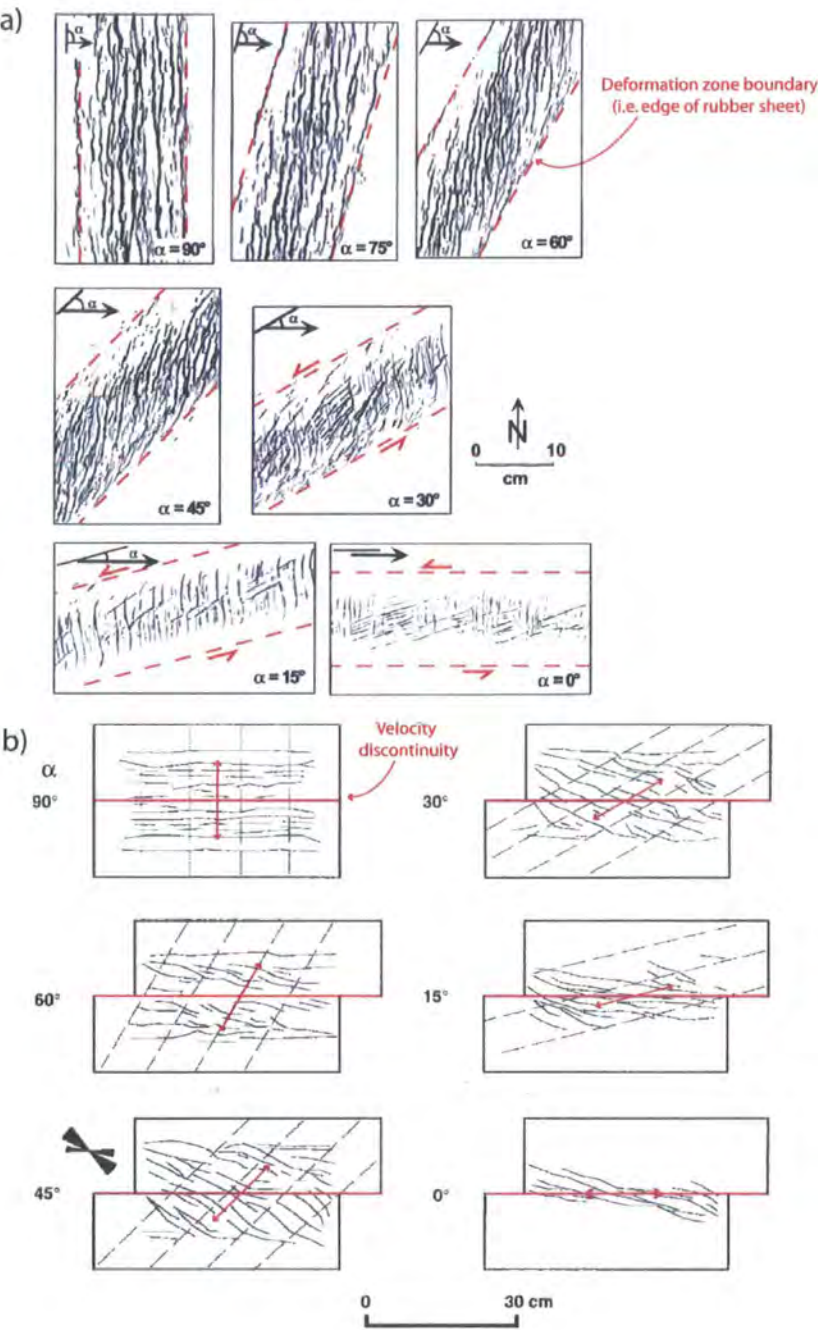 a)
α
α
α
Deformation zone boundary
(i.e. edge of rubber sheet)
α = 90°
α = 75°
α = 60°
α
α
N
0 10
cm
α = 45°
α = 30°
α
α = 15°
α = 0°
b)
Velocity
discontinuity
α
90°
30°
60°
15°
45°
0°
0 30 cm